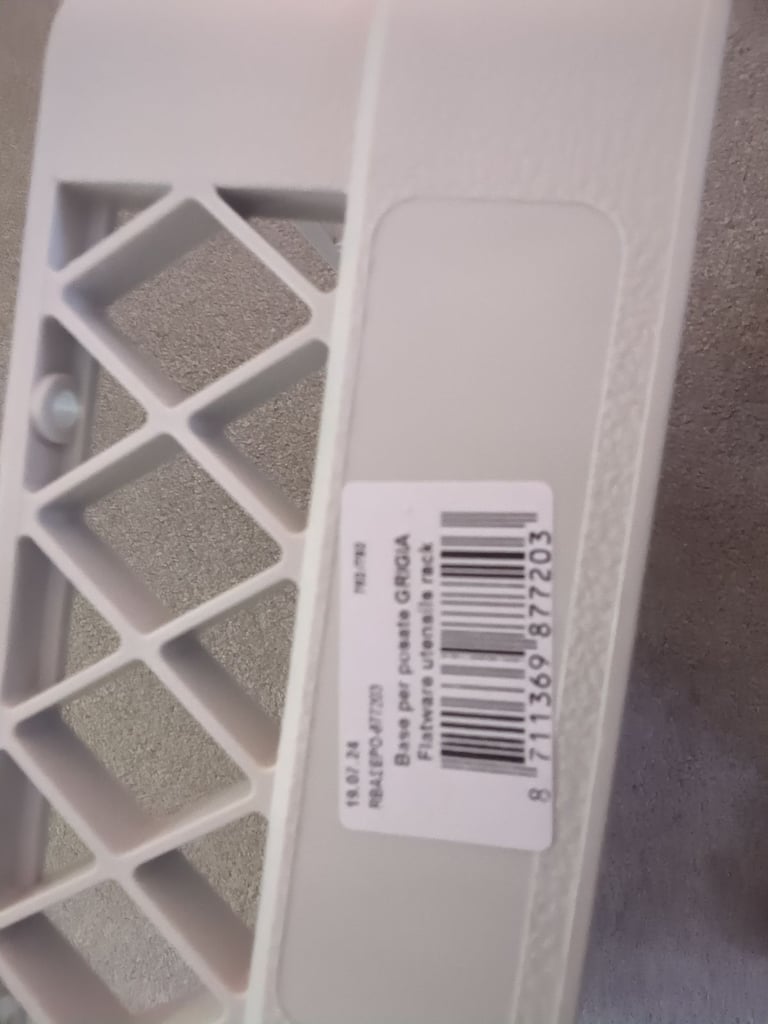 19.07.24
RBASEPO-877203
Base per posate GRIGIA
Flatware utensils rack
8 711369 877203